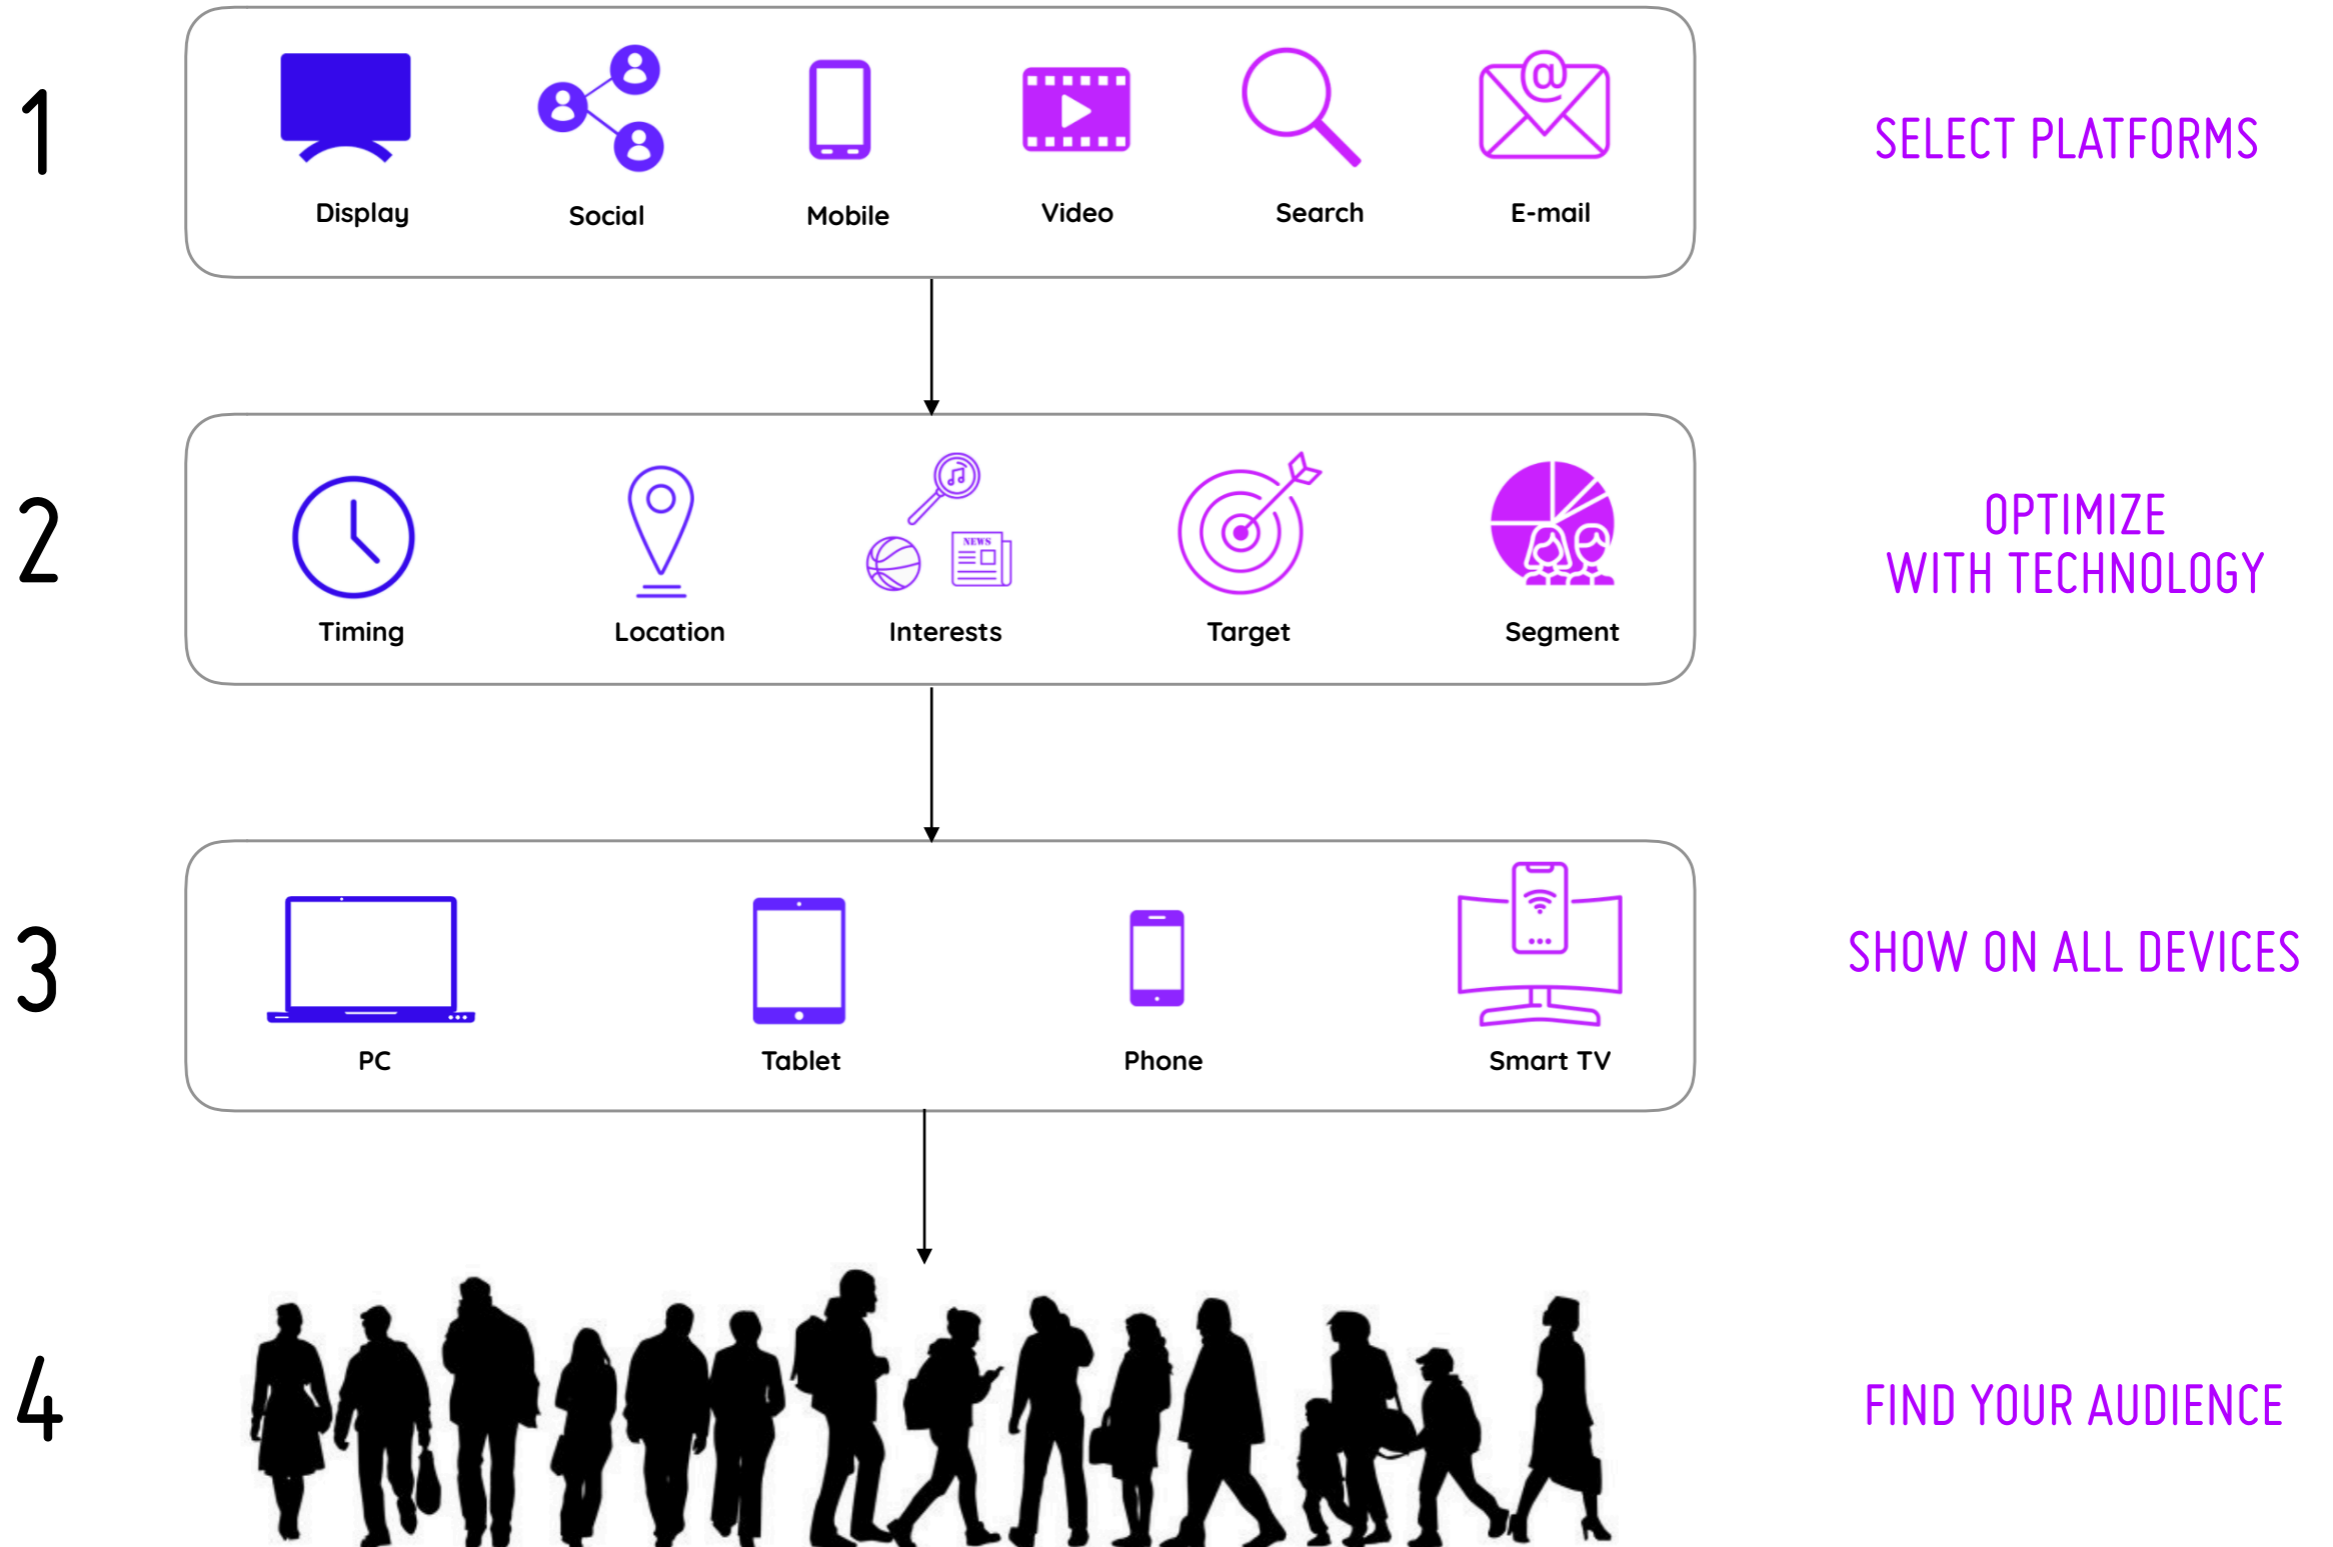 1
Display
Social
Mobile
Video
Search
@
E-mail
SELECT PLATFORMS
2
Timing
Location
NEWS
Interests
Target
Segment
OPTIMIZE
WITH TECHNOLOGY
3
PC
Tablet
Phone
Smart TV
SHOW ON ALL DEVICES
4
FIND YOUR AUDIENCE